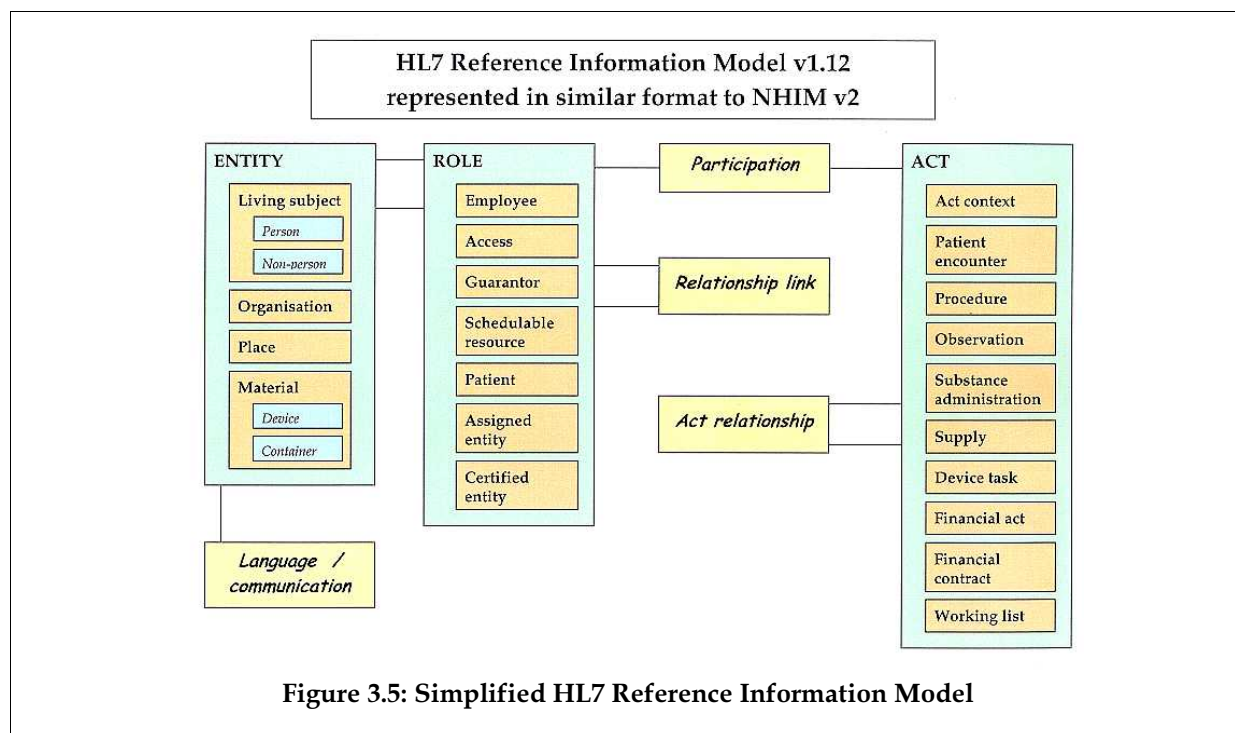 HL7 Reference Information Model v1.12
represented in similar format to NHIM v2
ENTITY
Living subject
Person
Non-person
Organisation
Place
Material
Device
Container
Language /
communication
ROLE
Employee
Access
Guarantor
Schedulable
resource
Patient
Assigned
entity
Certified
entity
Participation
Relationship link
Act relationship
ACT
Act context
Patient
encounter
Procedure
Observation
Substance
administration
Supply
Device task
Financial act
Financial
contract
Working list
Figure 3.5: Simplified HL7 Reference Information Model